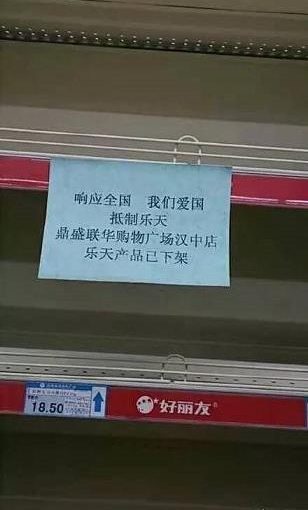 响应全国 我们爱国
抵制乐天
鼎盛联华购物广场汉中店
乐天产品已下架
18.50
好丽友